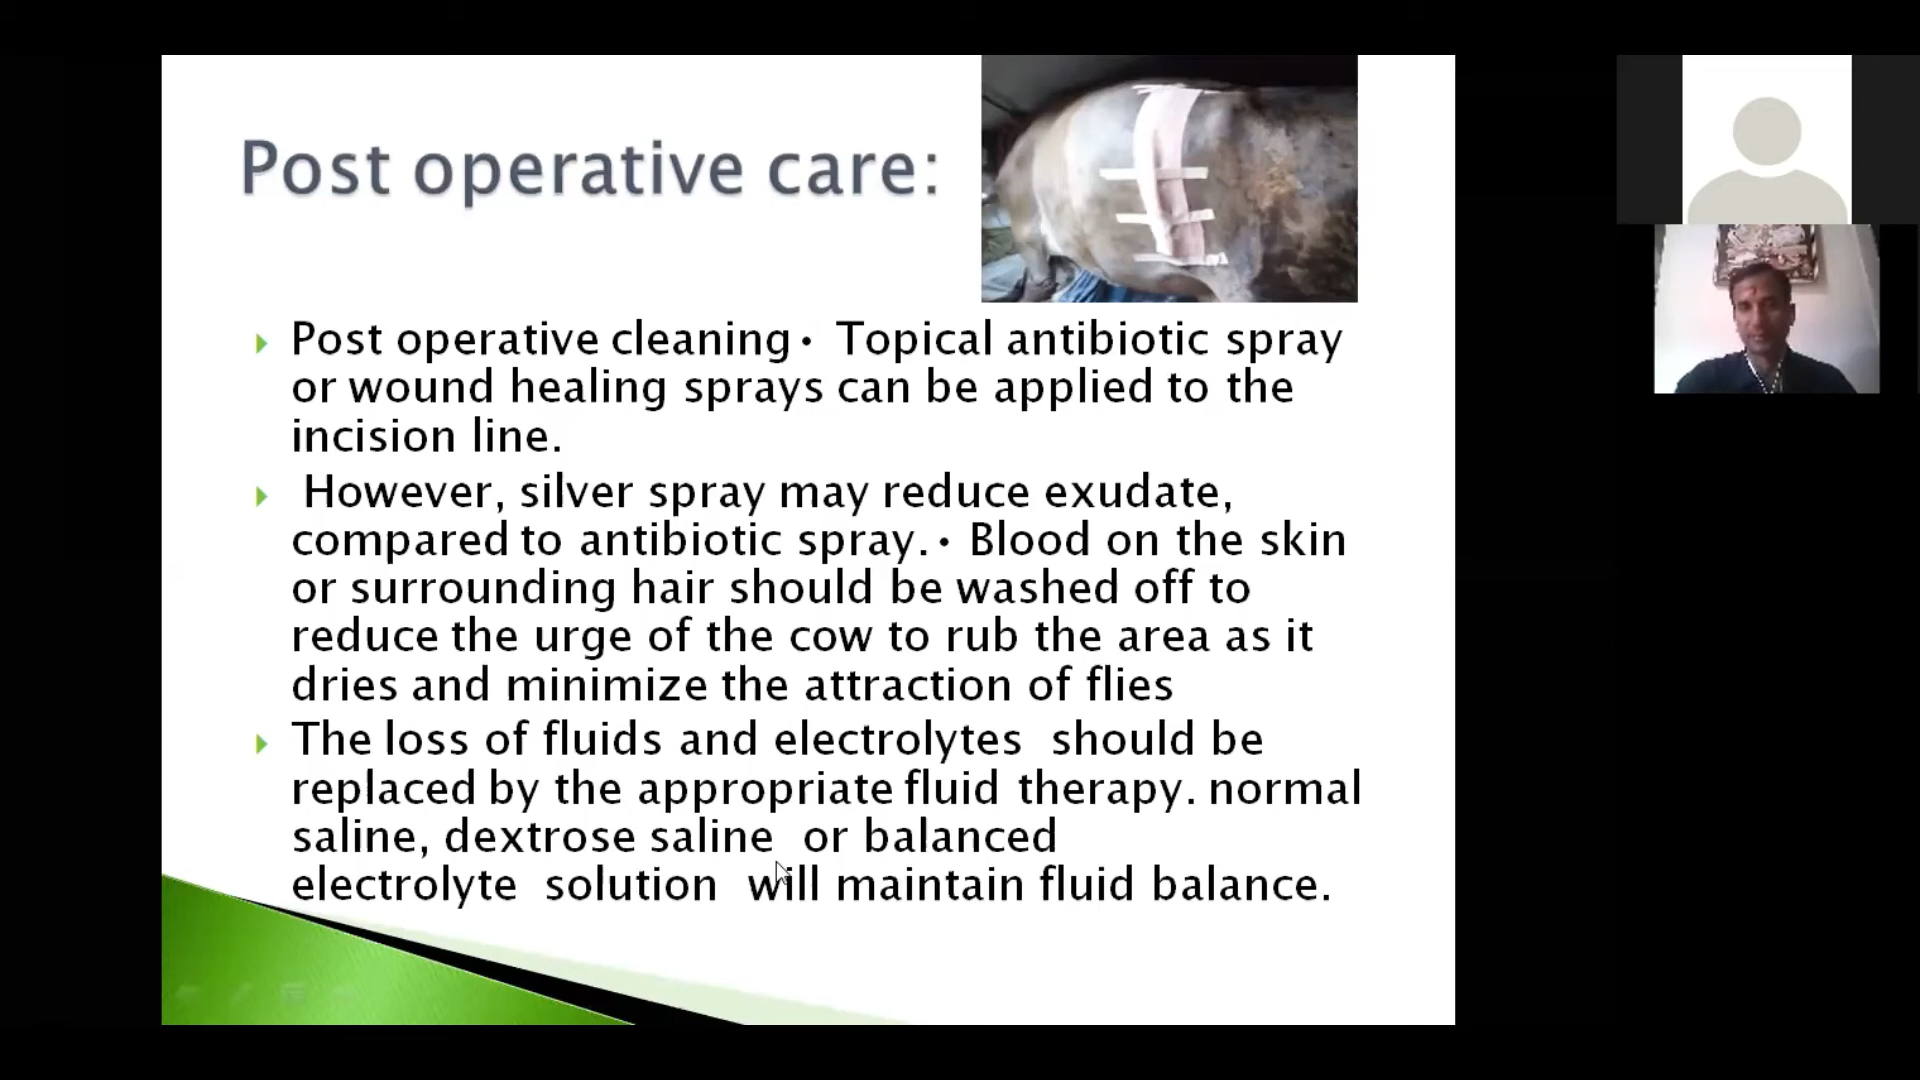 Post operative care:
Post operative cleaning• Topical antibiotic spray
or wound healing sprays can be applied to the
incision line.
However, silver spray may reduce exudate,
compared to antibiotic spray.• Blood on the skin
or surrounding hair should be washed off to
reduce the urge of the cow to rub the area as it
dries and minimize the attraction of flies
The loss of fluids and electrolytes should be
replaced by the appropriate fluid therapy. normal
saline, dextrose saline or balanced
electrolyte solution will maintain fluid balance.